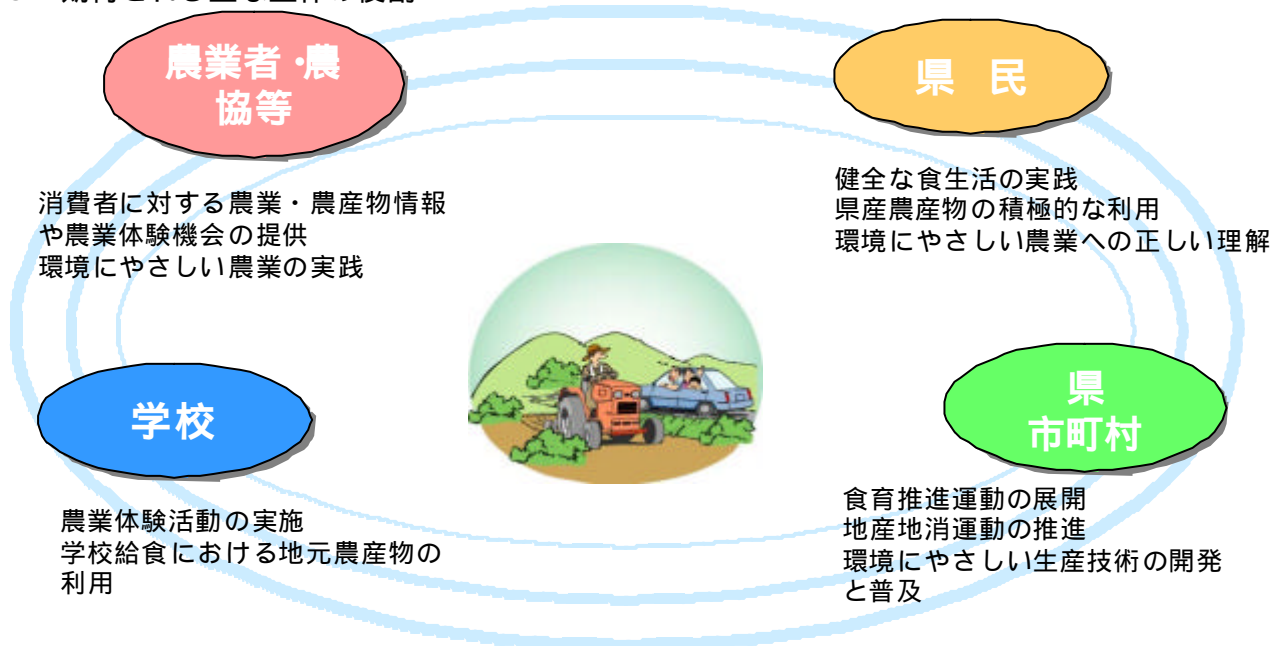 農業者・農
協等
消費者に対する農業・農産物情報
や農業体験機会の提供
環境にやさしい農業の実践
県 民
健全な食生活の実践
県産農産物の積極的な利用
環境にやさしい農業への正しい理解
学校
農業体験活動の実施
学校給食における地元農産物の
利用
県
市町村
食育推進運動の展開
地産地消運動の推進
環境にやさしい生産技術の開発
と普及